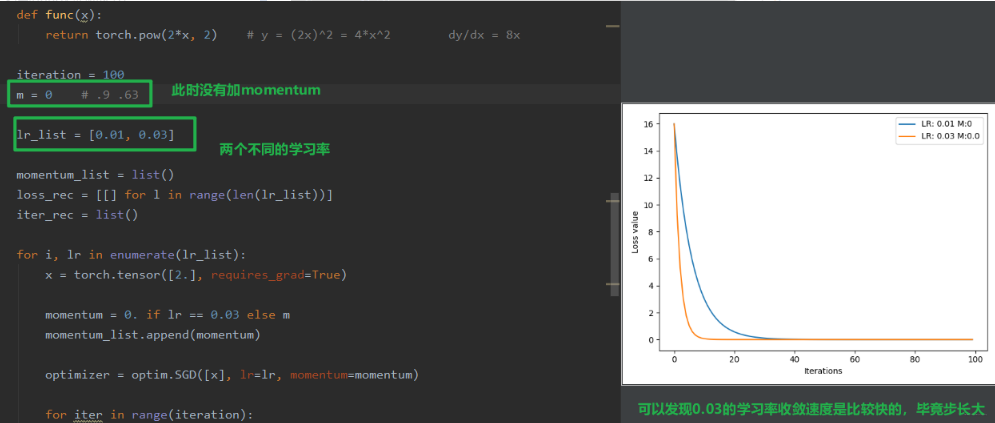 def func(x):
return torch.pow(2*x, 2)    # y = (2x)^2 = 4*x^2        dy/dx = 8x
iteration = 100
m = 0    # .9 .63
此时没有加momentum
lr_list = [0.01, 0.03]
两个不同的学习率
momentum_list = list()
loss_rec = [[] for l in range(len(lr_list))]
iter_rec = list()
for i, lr in enumerate(lr_list):
x = torch.tensor([2.], requires_grad=True)
momentum = 0. if lr == 0.03 else m
momentum_list.append(momentum)
optimizer = optim.SGD([x], lr=lr, momentum=momentum)
for iter in range(iteration):
LR: 0.01 M:0
LR: 0.03 M:0.0
16
14
12
10
8
6
4
2
0
Loss value
0 20 40 60 80 100
Iterations
可以发现0.03的学习率收敛速度是比较快的，毕竟步长大